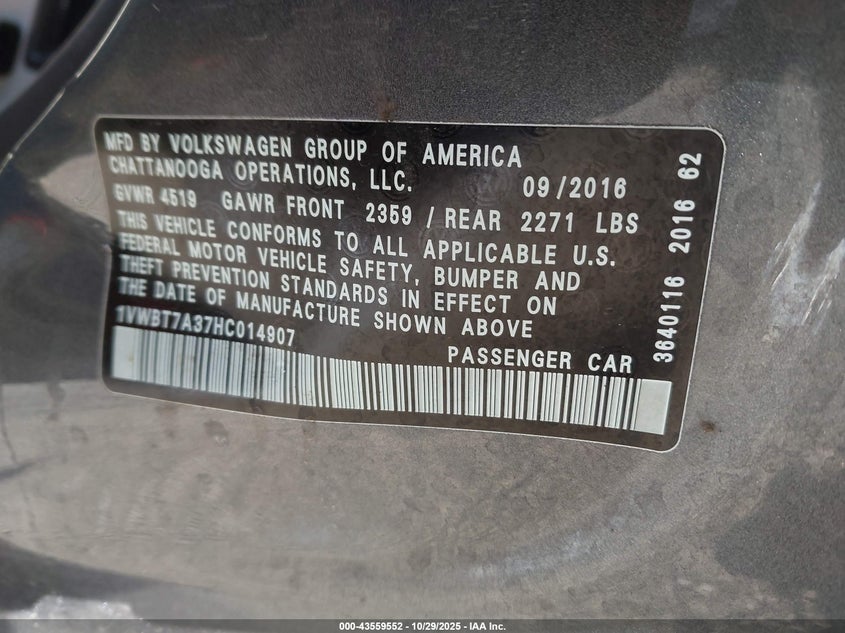 MFD BY VOLKSWAGEN GROUP OF AMERICA
CHATTANOOGA OPERATIONS, LLC. 09/2016
GVWR 4519 GAWR FRONT 2359 / REAR 2271 LBS
THIS VEHICLE CONFORMS TO ALL APPLICABLE U.S.
FEDERAL MOTOR VEHICLE SAFETY, BUMPER AND
THEFT PREVENTION STANDARDS IN EFFECT ON
THE DATE OF MANUFACTURE SHOWN ABOVE
1VWBT7A37HC014907
PASSENGER CAR
3640116 2016 62
000-43559552 | 10/29/2025 - IAA Inc.